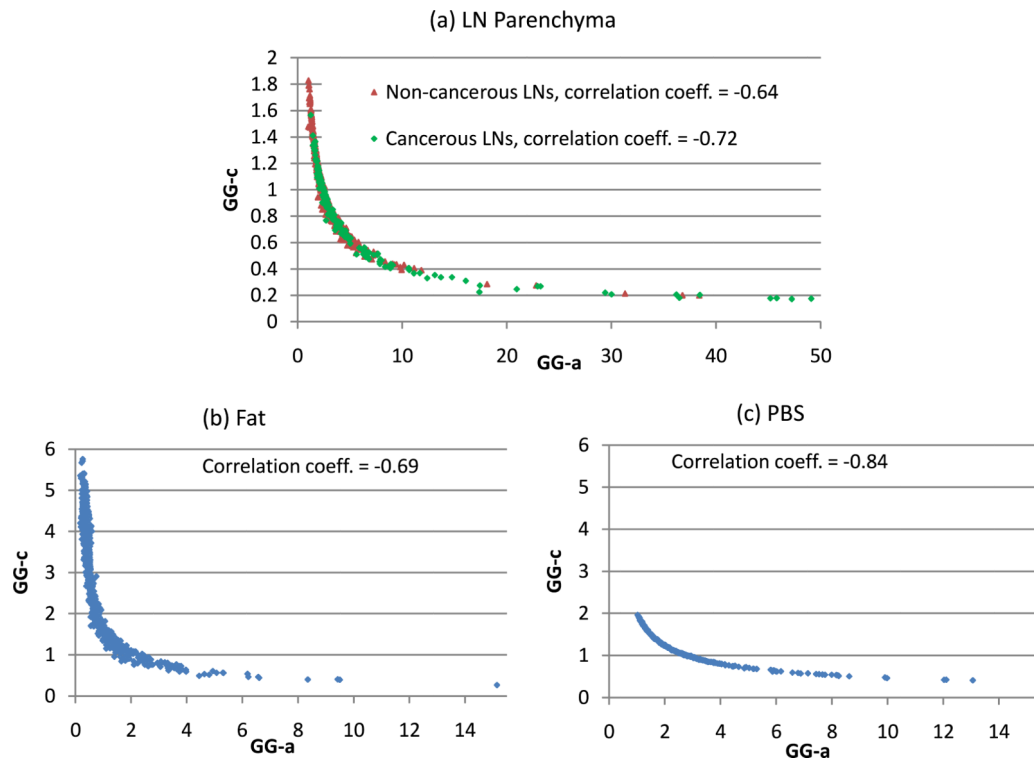 (a) LN Parenchyma
2
1.8
1.6
1.4
1.2
1
0.8
0.6
0.4
0.2
0
GG-c
Non-cancerous LNs, correlation coeff. = -0.64
Cancerous LNs, correlation coeff. = -0.72
0 10 20 30 40 50
GG-a
(b) Fat
6
5
4
3
2
1
0
GG-c
Correlation coeff. = -0.69
0 2 4 6 8 10 12 14
GG-a
(c) PBS
6
5
4
3
2
1
0
GG-c
Correlation coeff. = -0.84
0 2 4 6 8 10 12 14
GG-a